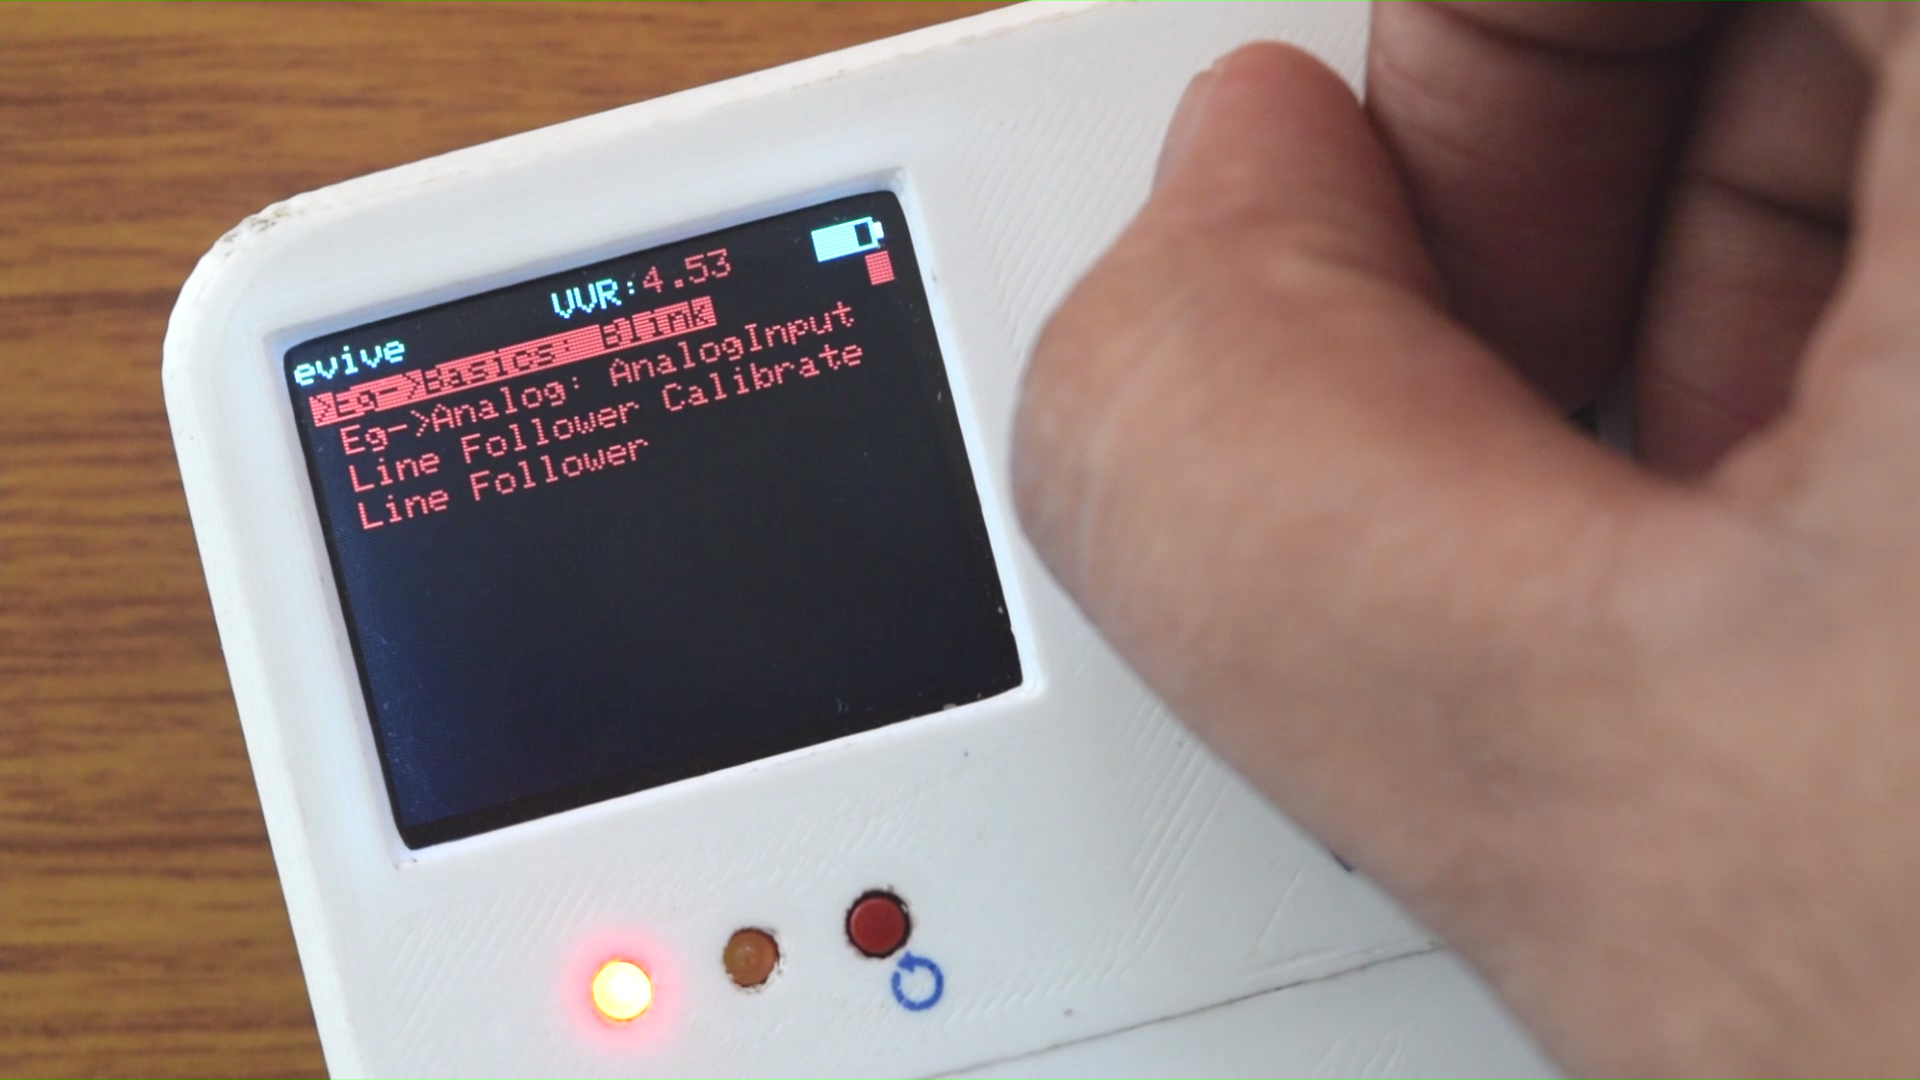 evive VVR:4.53
>Eg->Basics: Blink
Eg->Analog: AnalogInput
Line Follower Calibrate
Line Follower